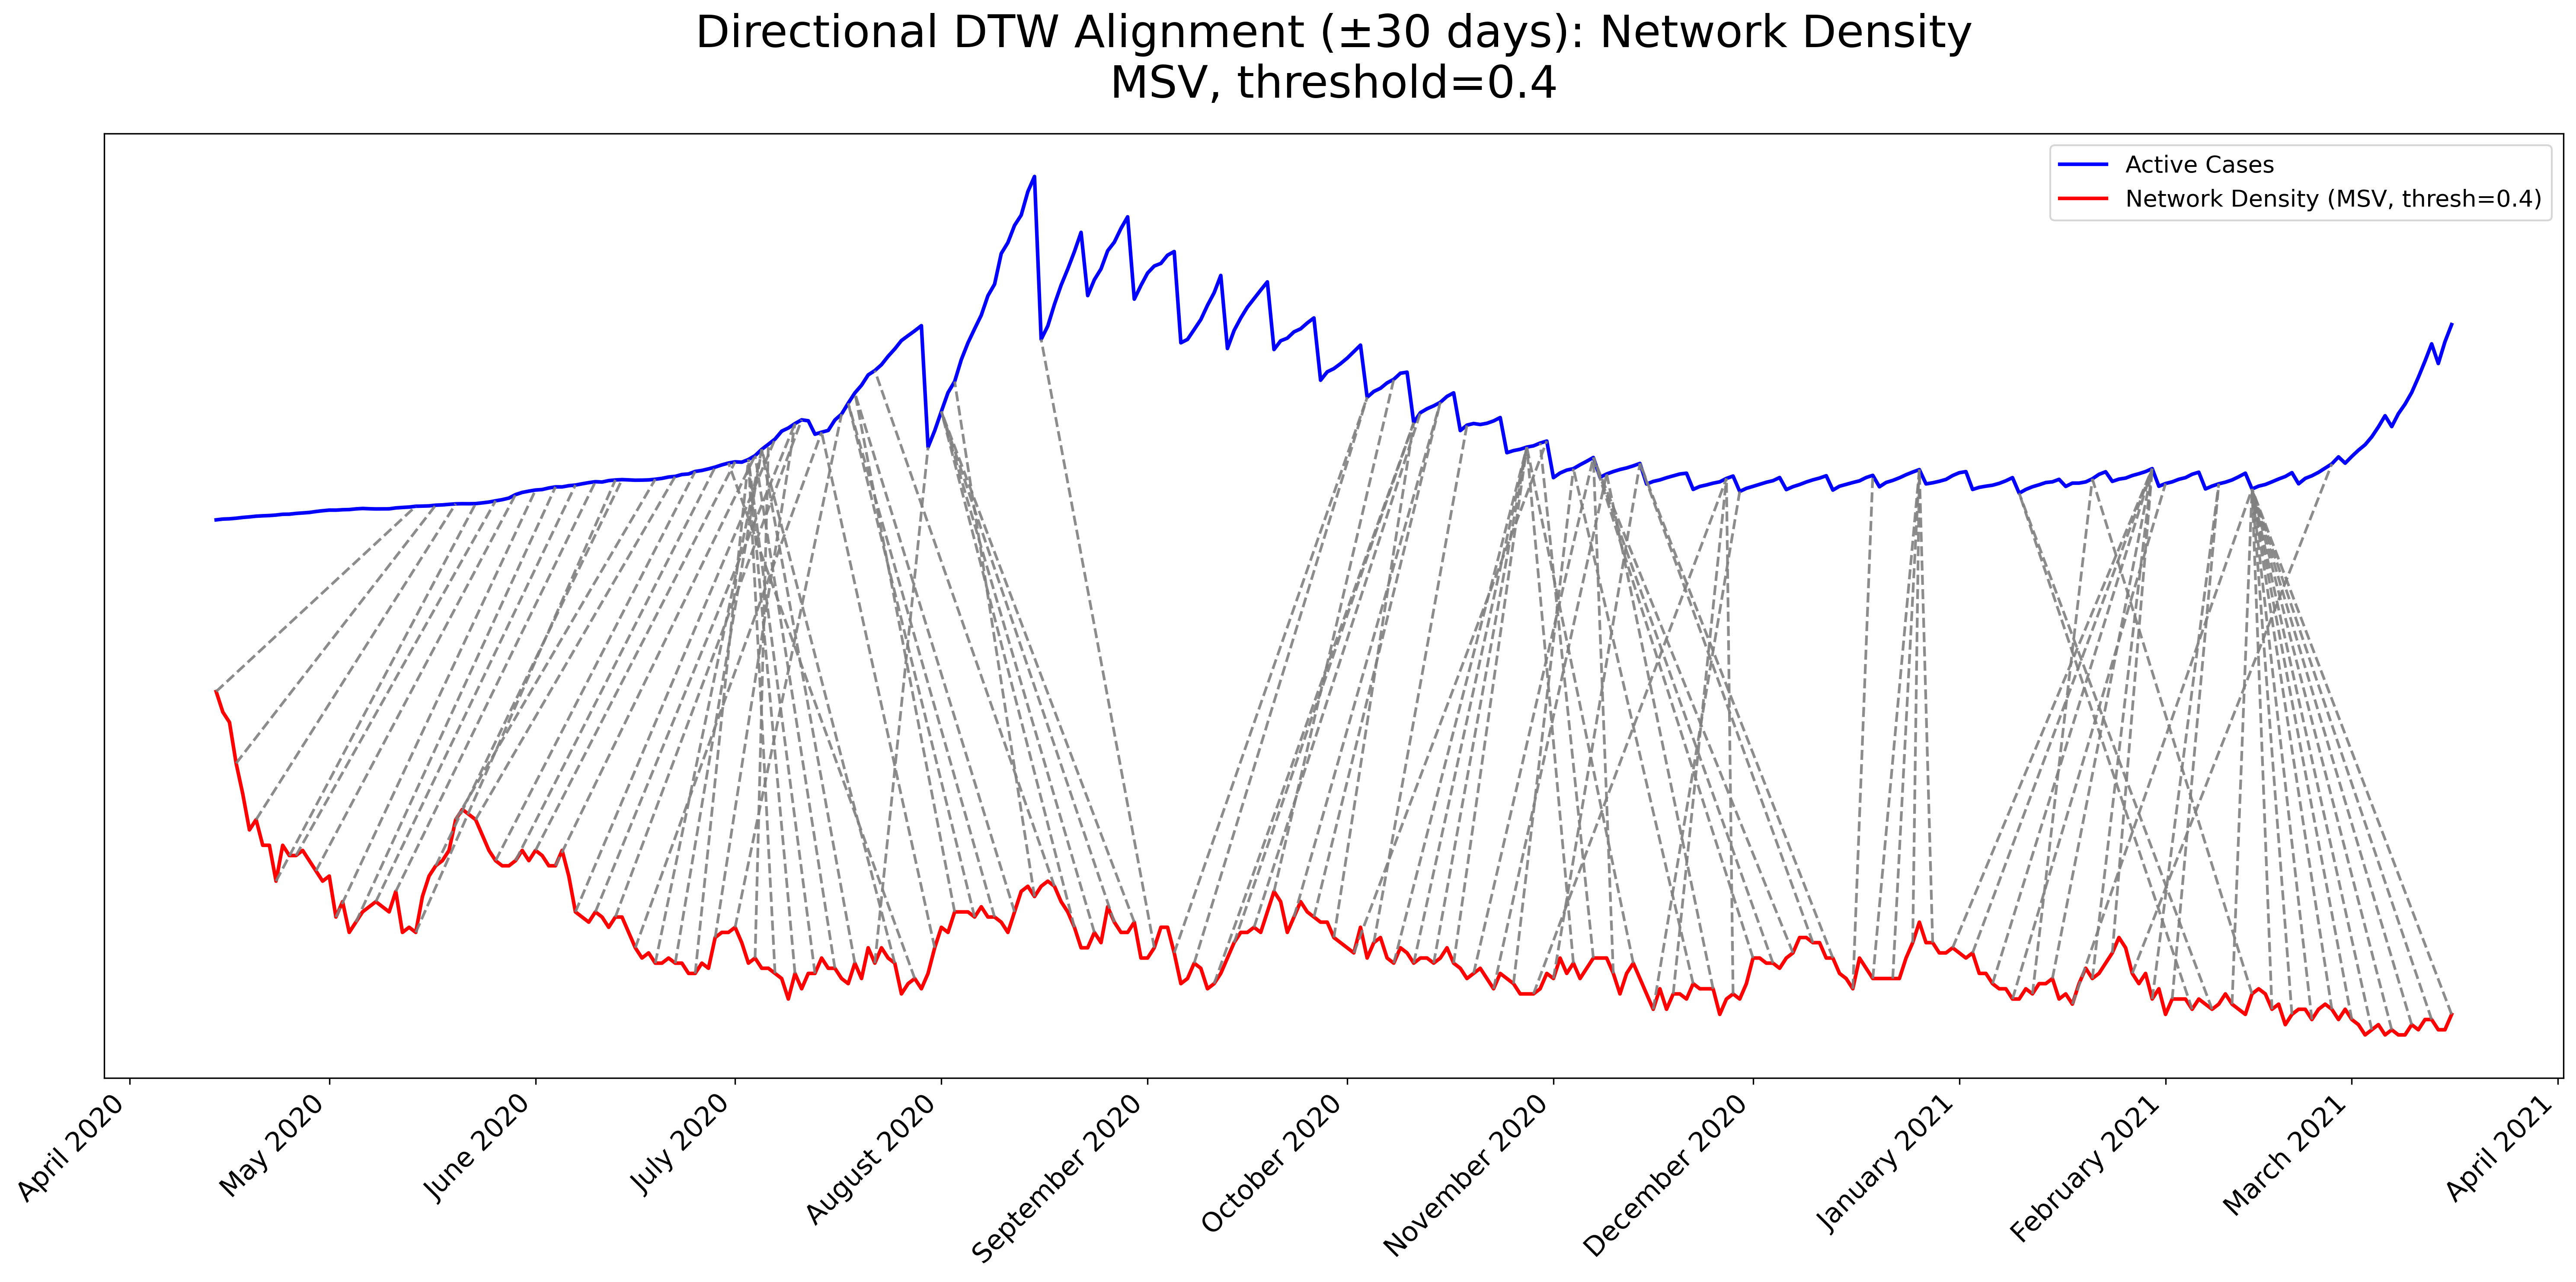 Directional DTW Alignment (±30 days): Network Density
MSV, threshold=0.4
Active Cases
Network Density (MSV, thresh=0.4)
April 2020
May 2020
June 2020
July 2020
August 2020
September 2020
October 2020
November 2020
December 2020
January 2021
February 2021
March 2021
April 2021